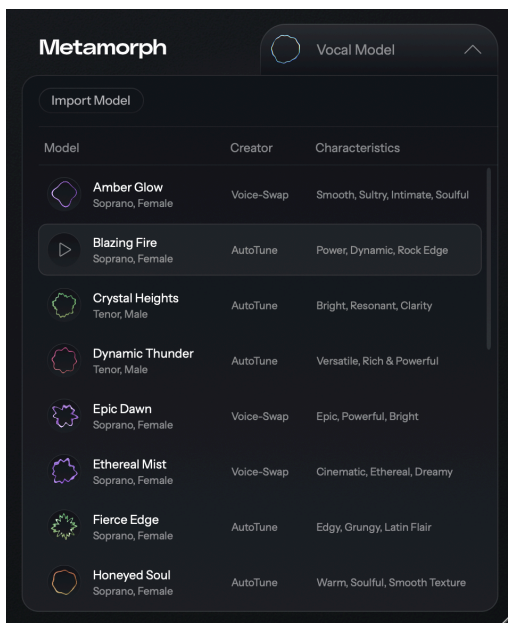 Metamorph
Vocal Model
Import Model
Model Creator Characteristics
Amber Glow
Soprano, Female
Voice-Swap
Smooth, Sultry, Intimate, Soulful
Blazing Fire
Soprano, Female
AutoTune
Power, Dynamic, Rock Edge
Crystal Heights
Tenor, Male
AutoTune
Bright, Resonant, Clarity
Dynamic Thunder
Tenor, Male
AutoTune
Versatile, Rich & Powerful
Epic Dawn
Soprano, Female
Voice-Swap
Epic, Powerful, Bright
Ethereal Mist
Soprano, Female
Voice-Swap
Cinematic, Ethereal, Dreamy
Fierce Edge
Soprano, Female
AutoTune
Edgy, Grungy, Latin Flair
Honeyed Soul
Soprano, Female
AutoTune
Warm, Soulful, Smooth Texture